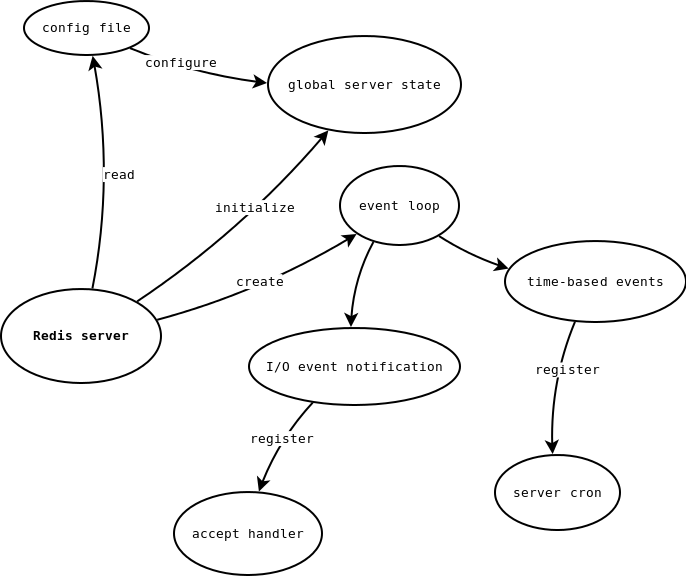 config file
configure
global server state
read
initialize
event loop
create
time-based events
Redis server
I/O event notification
register
register
server cron
accept handler